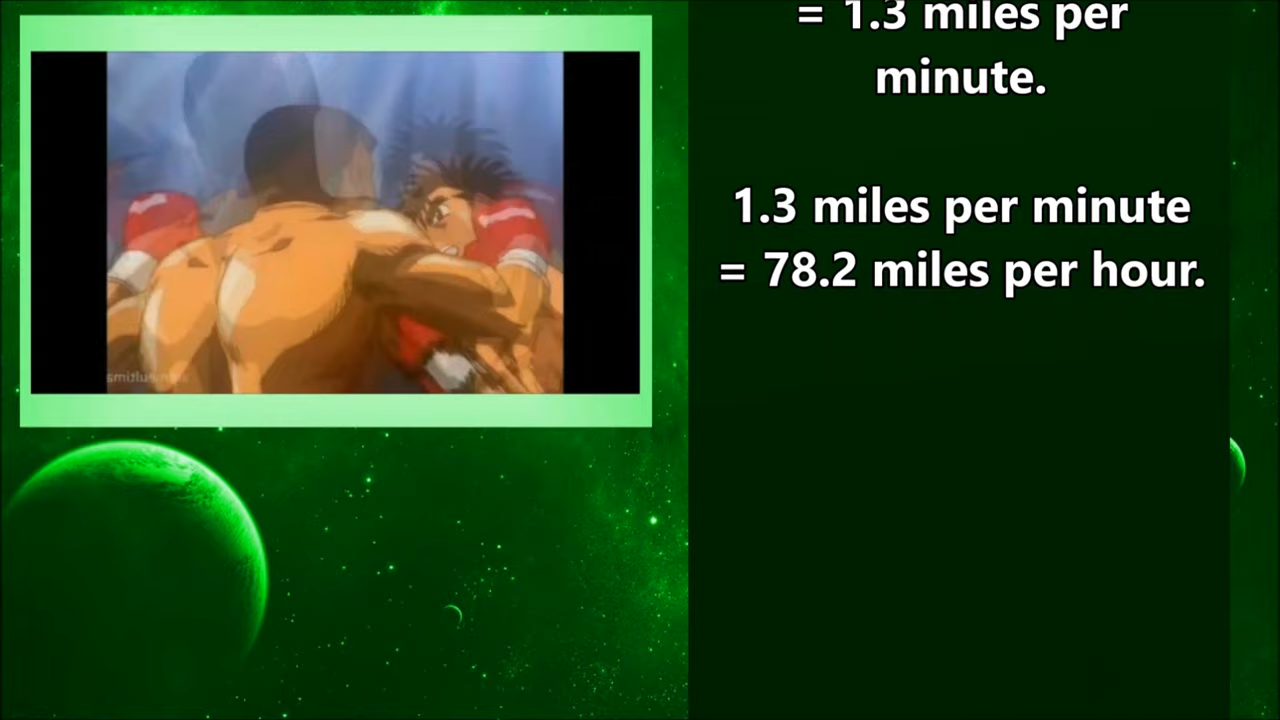 = 1.3 miles per
minute.
1.3 miles per minute
= 78.2 miles per hour.